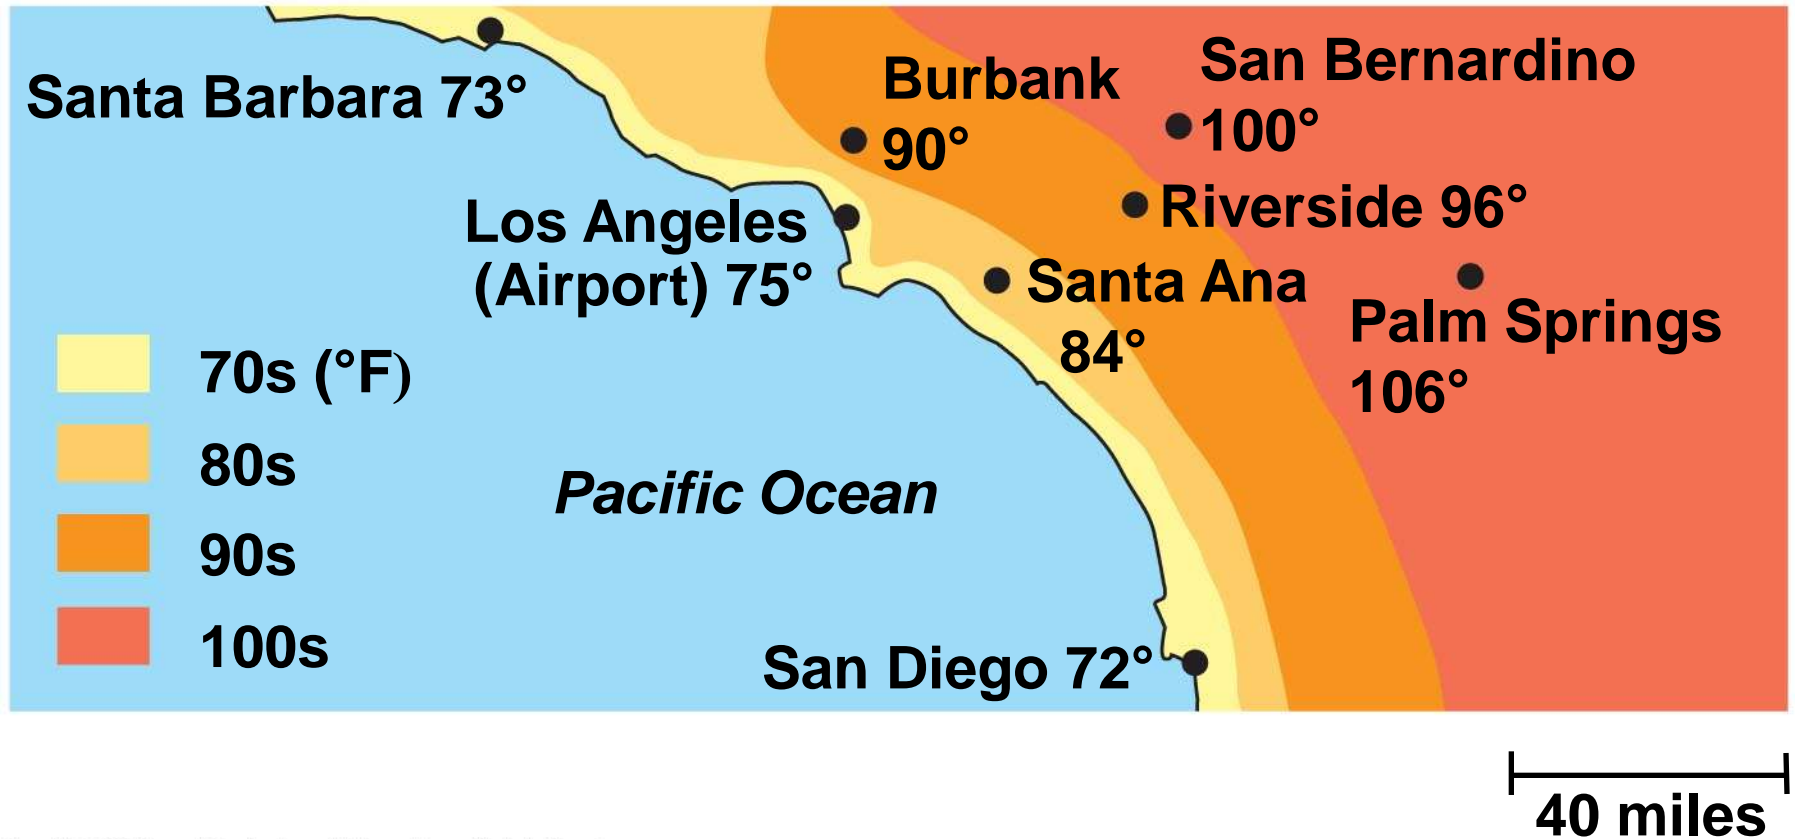 Santa Barbara 73°
Burbank
90°
San Bernardino
100°
Los Angeles
(Airport) 75°
Riverside 96°
Santa Ana
84°
Palm Springs
106°
70s (°F)
80s
90s
100s
Pacific Ocean
San Diego 72°
40 miles